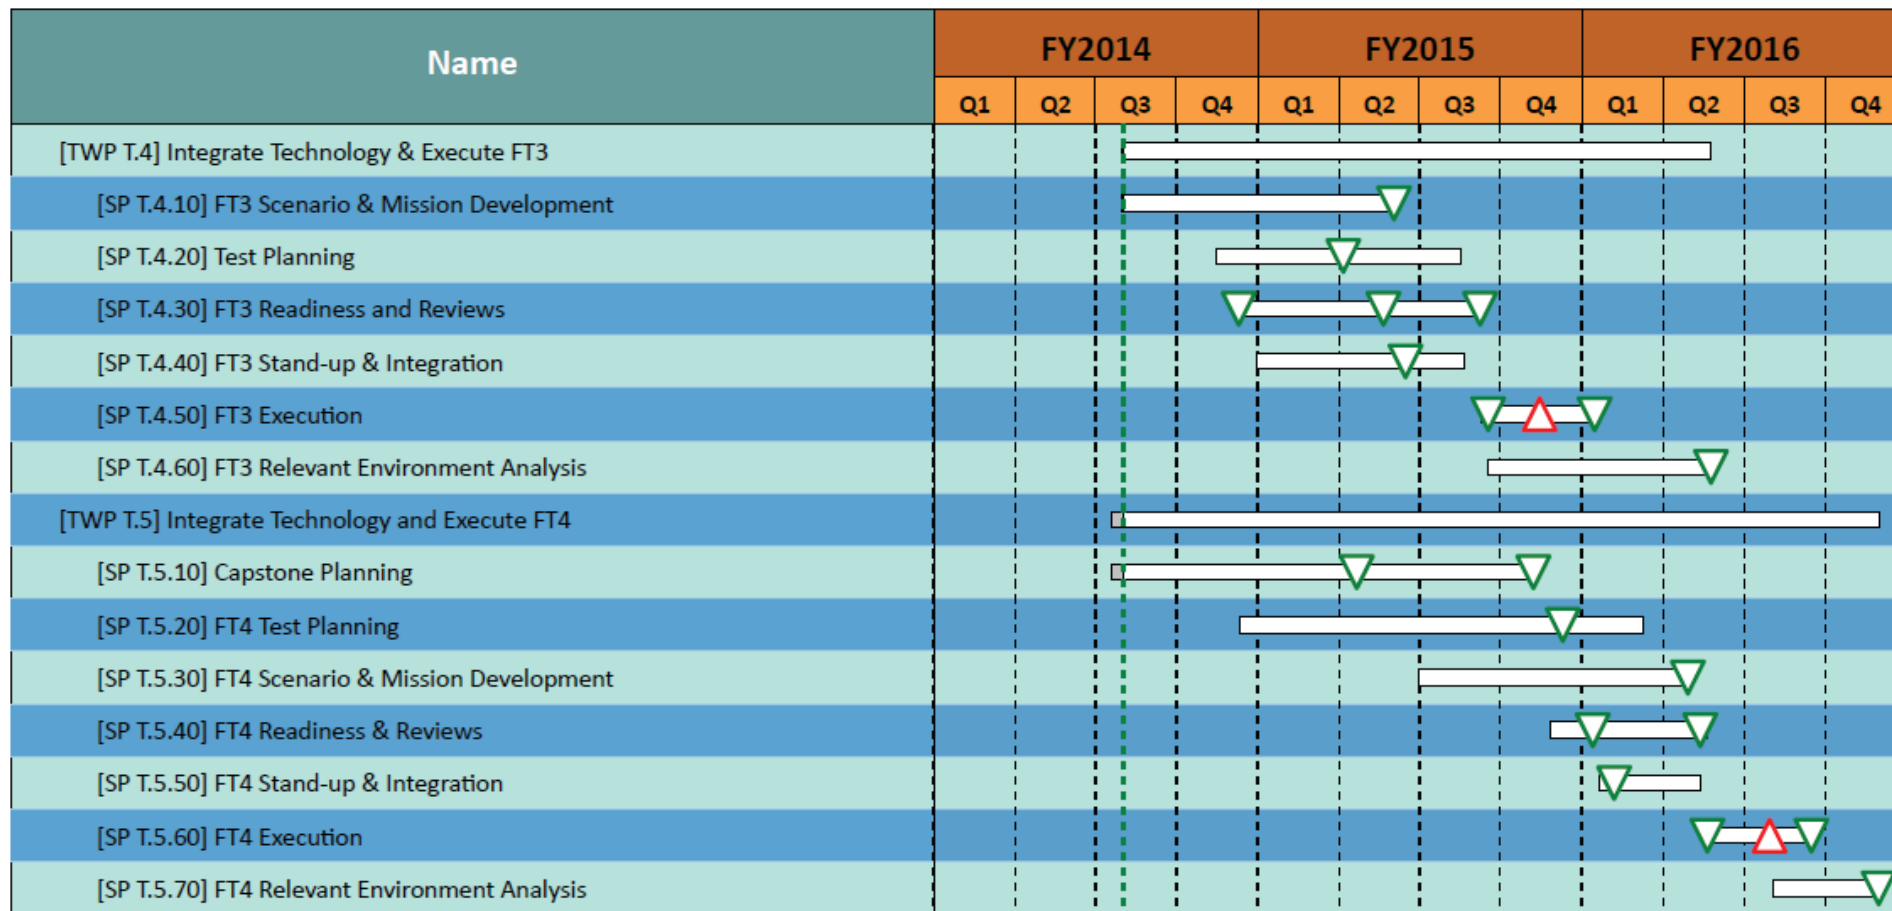 Name
FY2014 FY2015 FY2016
Q1 Q2 Q3 Q4 Q1 Q2 Q3 Q4 Q1 Q2 Q3 Q4
[TWP T.4] Integrate Technology & Execute FT3
[SP T.4.10] FT3 Scenario & Mission Development
[SP T.4.20] Test Planning
[SP T.4.30] FT3 Readiness and Reviews
[SP T.4.40] FT3 Stand-up & Integration
[SP T.4.50] FT3 Execution
[SP T.4.60] FT3 Relevant Environment Analysis
[TWP T.5] Integrate Technology and Execute FT4
[SP T.5.10] Capstone Planning
[SP T.5.20] FT4 Test Planning
[SP T.5.30] FT4 Scenario & Mission Development
[SP T.5.40] FT4 Readiness & Reviews
[SP T.5.50] FT4 Stand-up & Integration
[SP T.5.60] FT4 Execution
[SP T.5.70] FT4 Relevant Environment Analysis